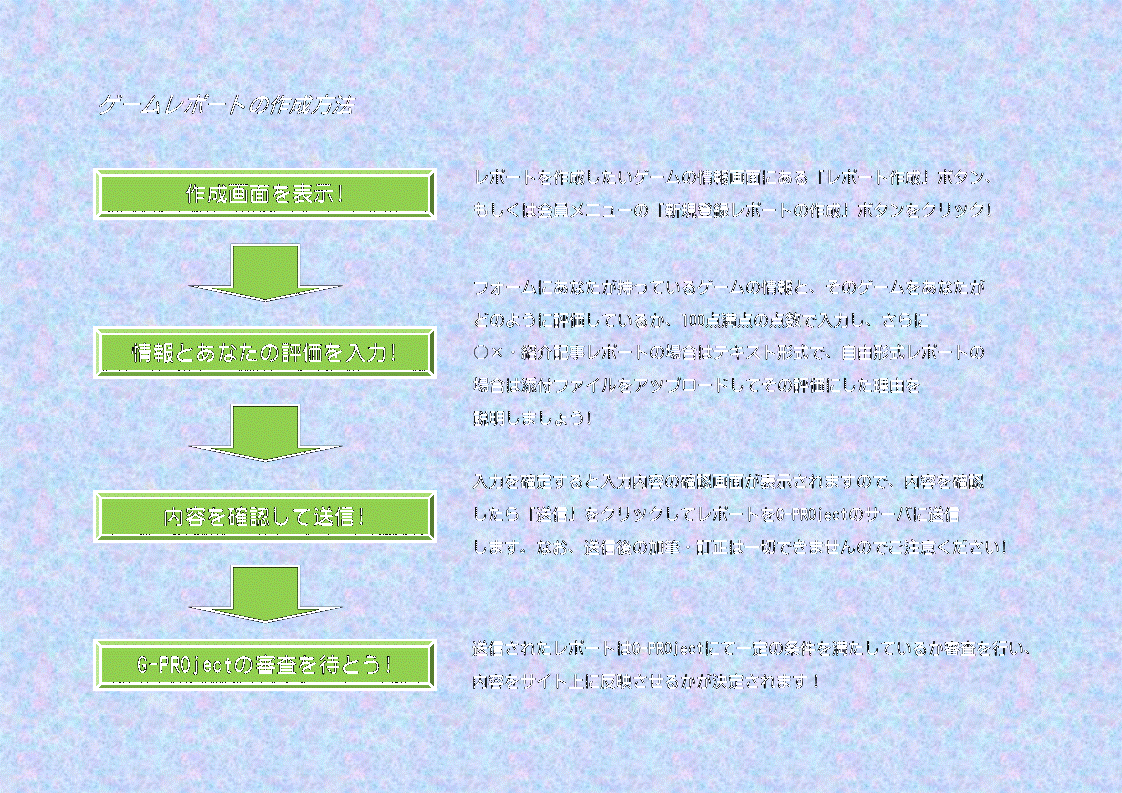 ゲームレポートの作成方法
作成画面を表示!
レポートを作成したいゲームの情報画面にある「レポート作成」ボタン、
もしくは会員メニューの「新規登録レポートの作成」ボタンをクリック!
情報とあなたの評価を入力!
フォームにあなたが持っているゲームの情報と、そのゲームをあなたが
どのように評価しているか、100点満点の点数で入力し、さらに
○×・紹介記事レポートの場合はテキスト形式で、自由形式レポートの
場合は添付ファイルをアップロードしてその評価にした理由を
説明しましょう!
内容を確認して送信!
入力を確定すると入力内容の確認画面が表示されますので、内容を確認
したら「送信」をクリックしてレポートをG-PROjectのサーバに送信
します。なお、送信後の加筆・訂正は一切できませんのでご注意ください!
G-PROjectの審査を待とう!
送信されたレポートはG-PROjectにて一定の条件を満たしているか審査を行い、
内容をサイト上に反映させるかが決定されます!